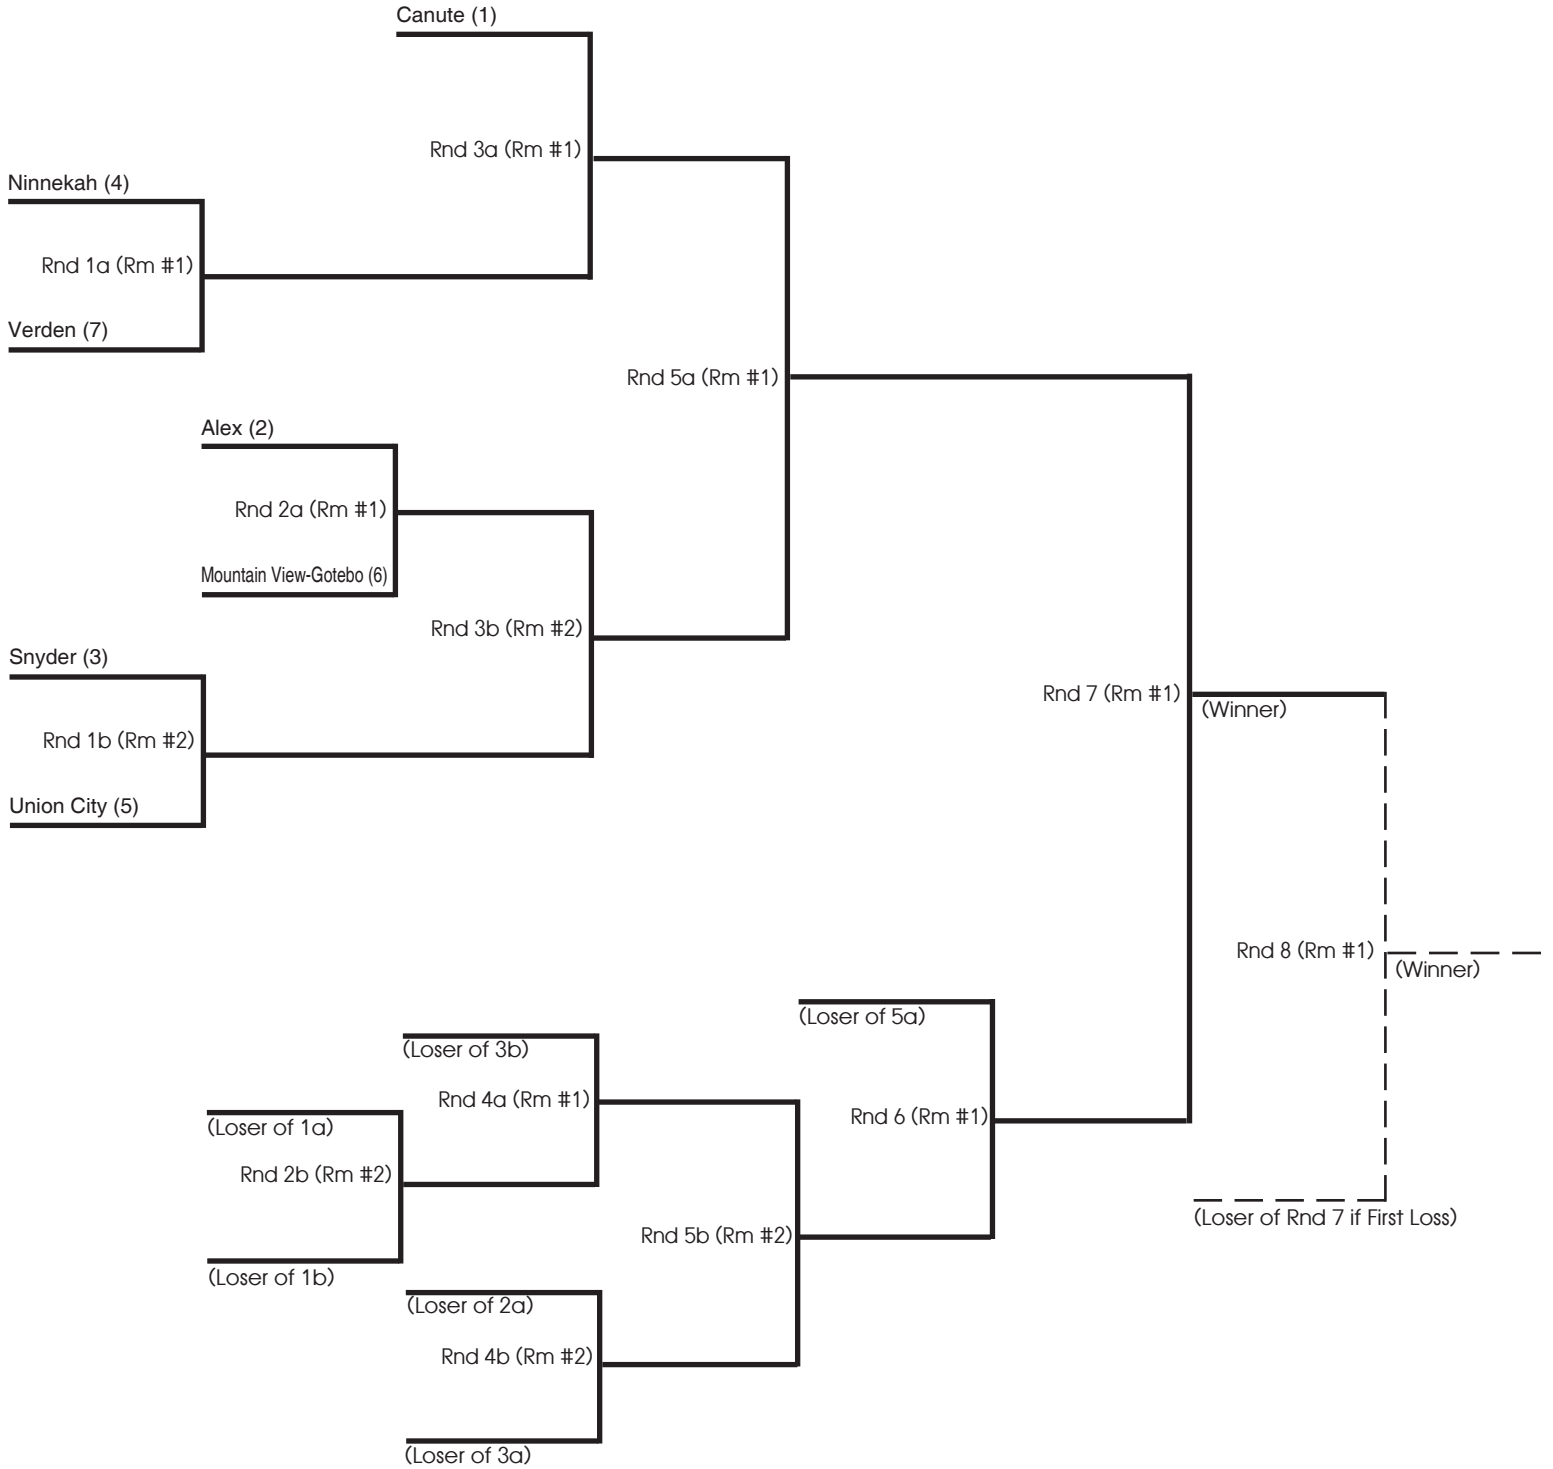 Canute (1)
Rnd 3a (Rm #1)
Ninnekah (4)
Rnd 1a (Rm #1)
Verden (7)
Rnd 5a (Rm #1)
Alex (2)
Rnd 2a (Rm #1)
Mountain View-Gotebo (6)
Rnd 3b (Rm #2)
Snyder (3)
Rnd 1b (Rm #2)
Union City (5)
Rnd 7 (Rm #1)
(Winner)
Rnd 8 (Rm #1)
(Winner)
(Loser of 5a)
(Loser of 3b)
Rnd 4a (Rm #1)
Rnd 6 (Rm #1)
(Loser of 1a)
Rnd 2b (Rm #2)
(Loser of Rnd 7 if First Loss)
Rnd 5b (Rm #2)
(Loser of 1b)
(Loser of 2a)
Rnd 4b (Rm #2)
(Loser of 3a)